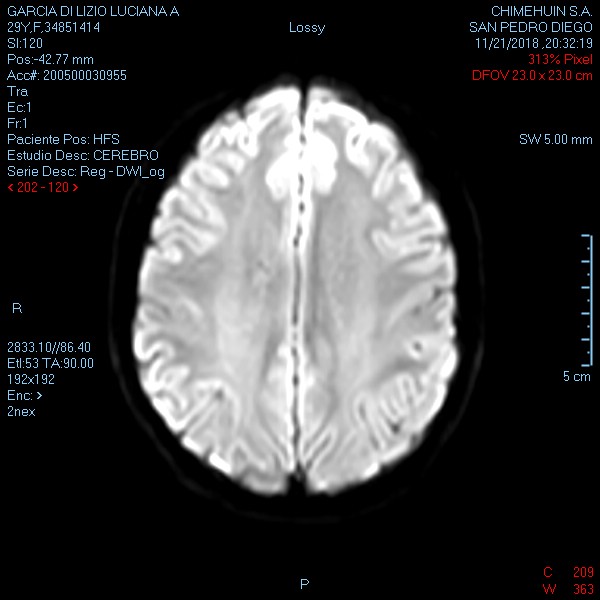 GARCIA DI LIZIO LUCIANA A
29Y,F,34851414
Sl:120
Pos:-42.77 mm
Acc#: 200500030955
Tra
Ec:1
Fr:1
Paciente Pos: HFS
Estudio Desc: CEREBRO
Serie Desc: Reg - DWI_og
< 202 - 120 >
Lossy
CHIMEHUIN S.A.
SAN PEDRO DIEGO
11/21/2018 ,20:32:19
313% Pixel
DFOV 23.0 x 23.0 cm
SW 5.00 mm
R
5 cm
2833.10//86.40
Etl:53 TA:90.00
192x192
Enc: >
2nex
P
C 209
W 363